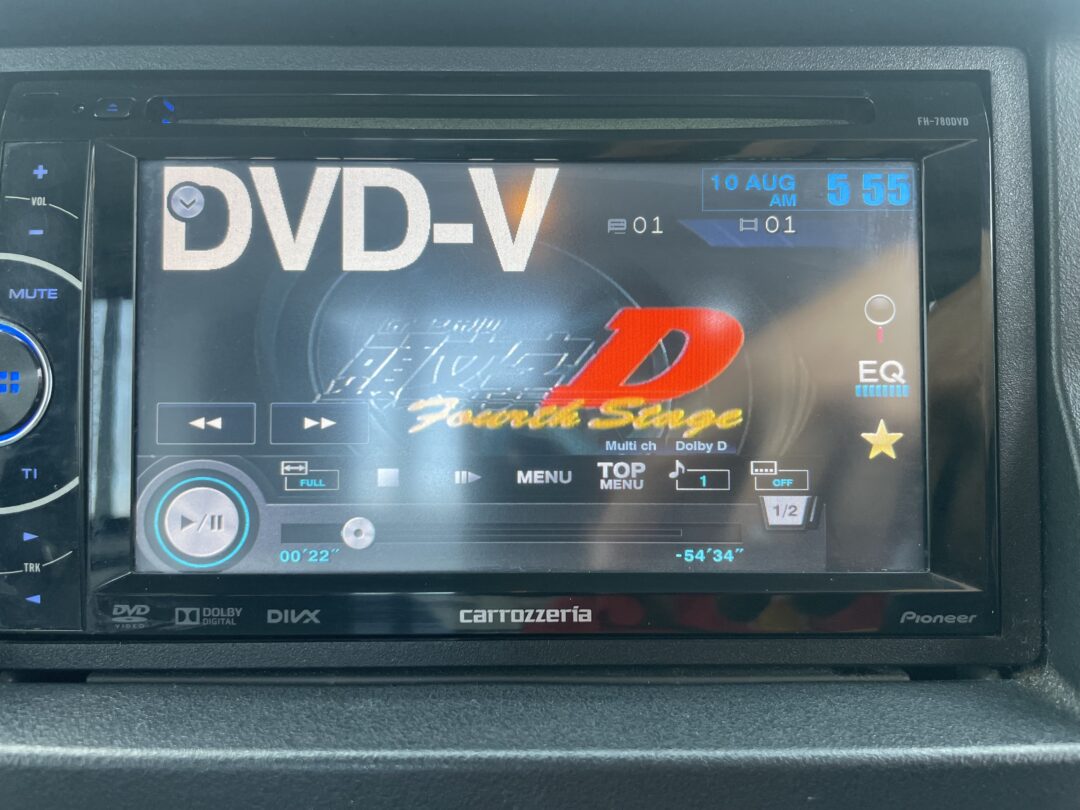 FH-780DVD
+
VOL
−
MUTE
TI
TRK
DVD-V
10 AUG
AM
5 55
01
01
D
Fourth Stage
EQ
Multi ch
Dolby D
FULL
MENU
TOP
MENU
1
OFF
1/2
00'22"
-54'34"
DVD
VIDEO
DOLBY
DIGITAL
DIVX
carrozzeria
Pioneer